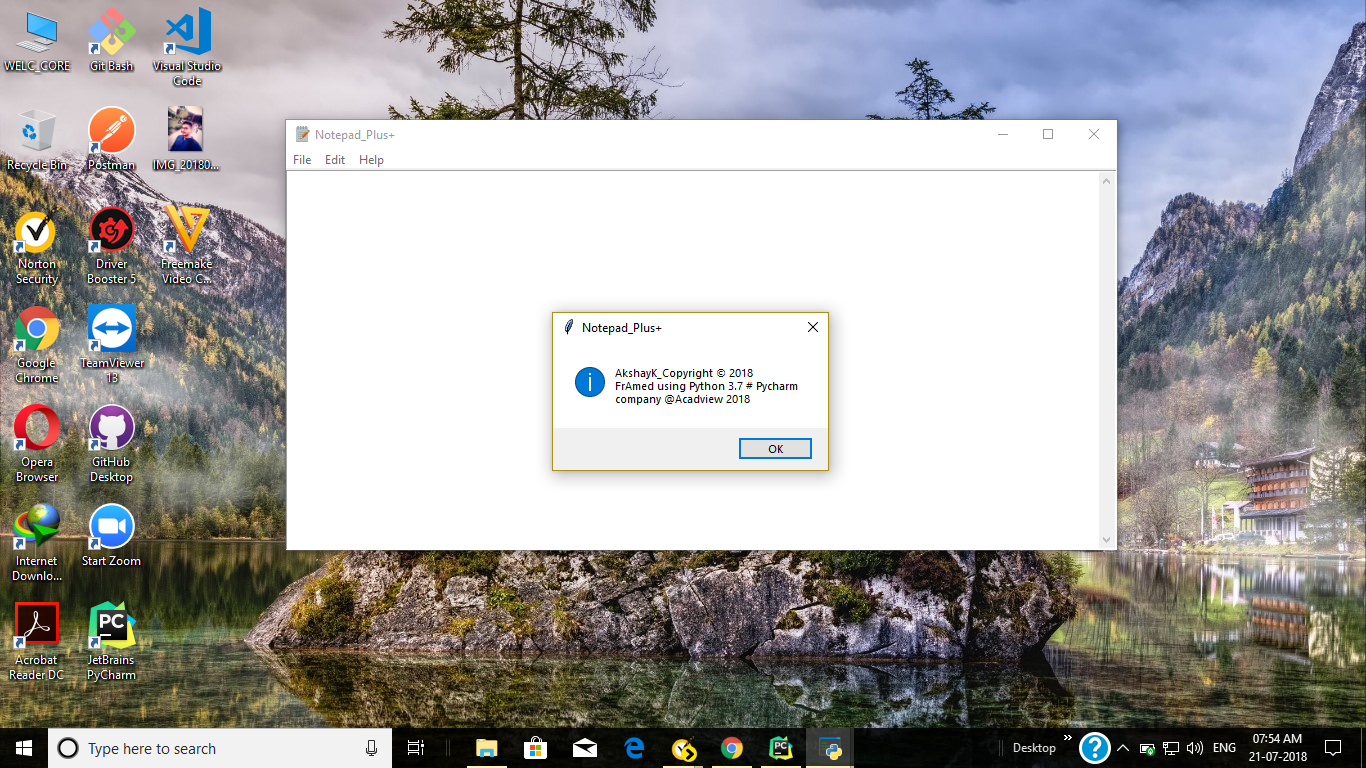 WELC_GORE
Git Bash
Visual Studio
Code
Recycle Bin
Postman
IMG_20180...
Norton
Security
Driver
Booster 5
Freemake
Video C...
Google
Chrome
TeamViewer
13
Opera
Browser
GitHub
Desktop
Internet
Downlo...
Start Zoom
Acrobat
Reader DC
PC
JetBrains
PyCharm
Notepad_Plus+
File Edit Help
Notepad_Plus+
AkshayK_Copyright © 2018
FrAmed using Python 3.7 # Pycharm
company @Acadview 2018
OK
Type here to search
PC
Desktop
ENG
07:54 AM
21-07-2018